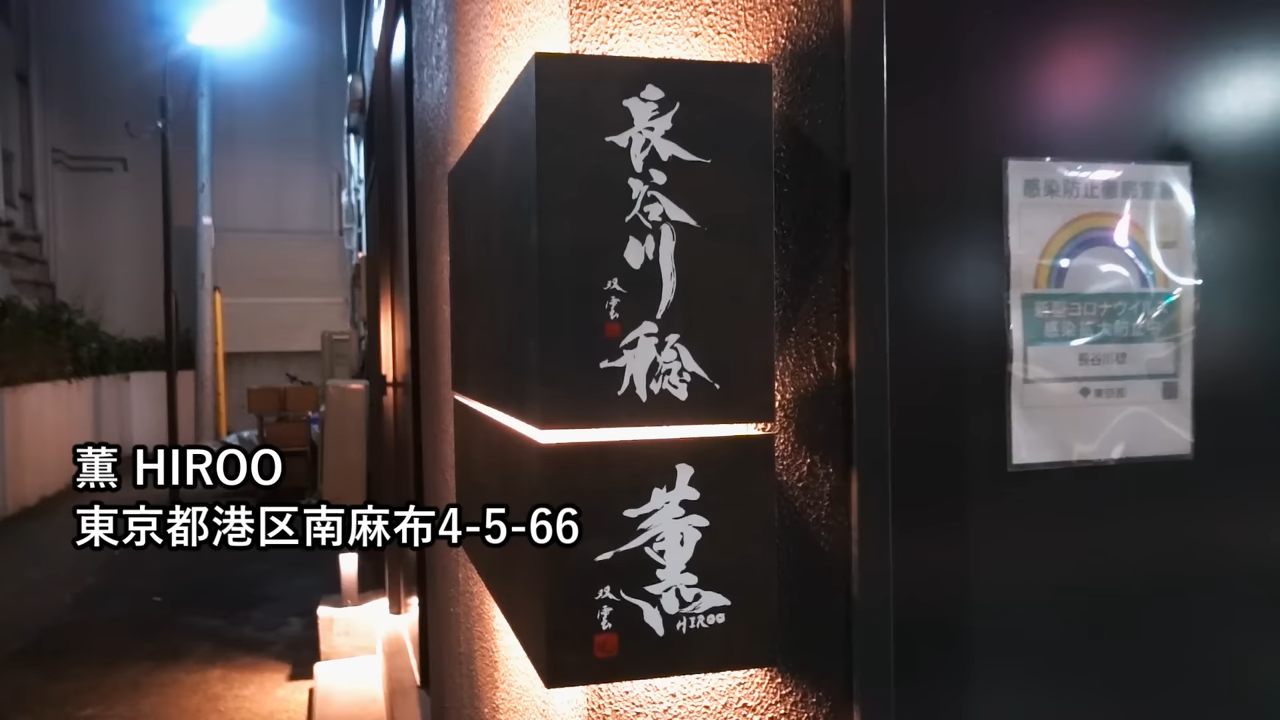 長谷川稔
双雲
薫
HIROO
双雲
薫 HIROO
東京都港区南麻布4-5-66
感染防止徹底宣言
新型コロナウイルス
感染拡大防止中
長谷川稔
東京都